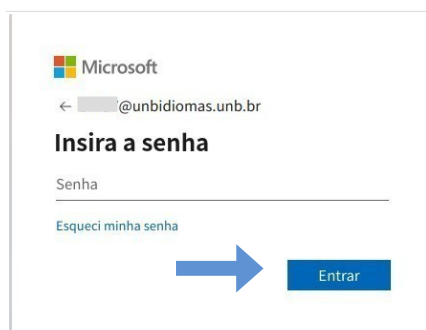 Microsoft
← @unbidiomas.unb.br
Insira a senha
Senha
Esqueci minha senha
Entrar